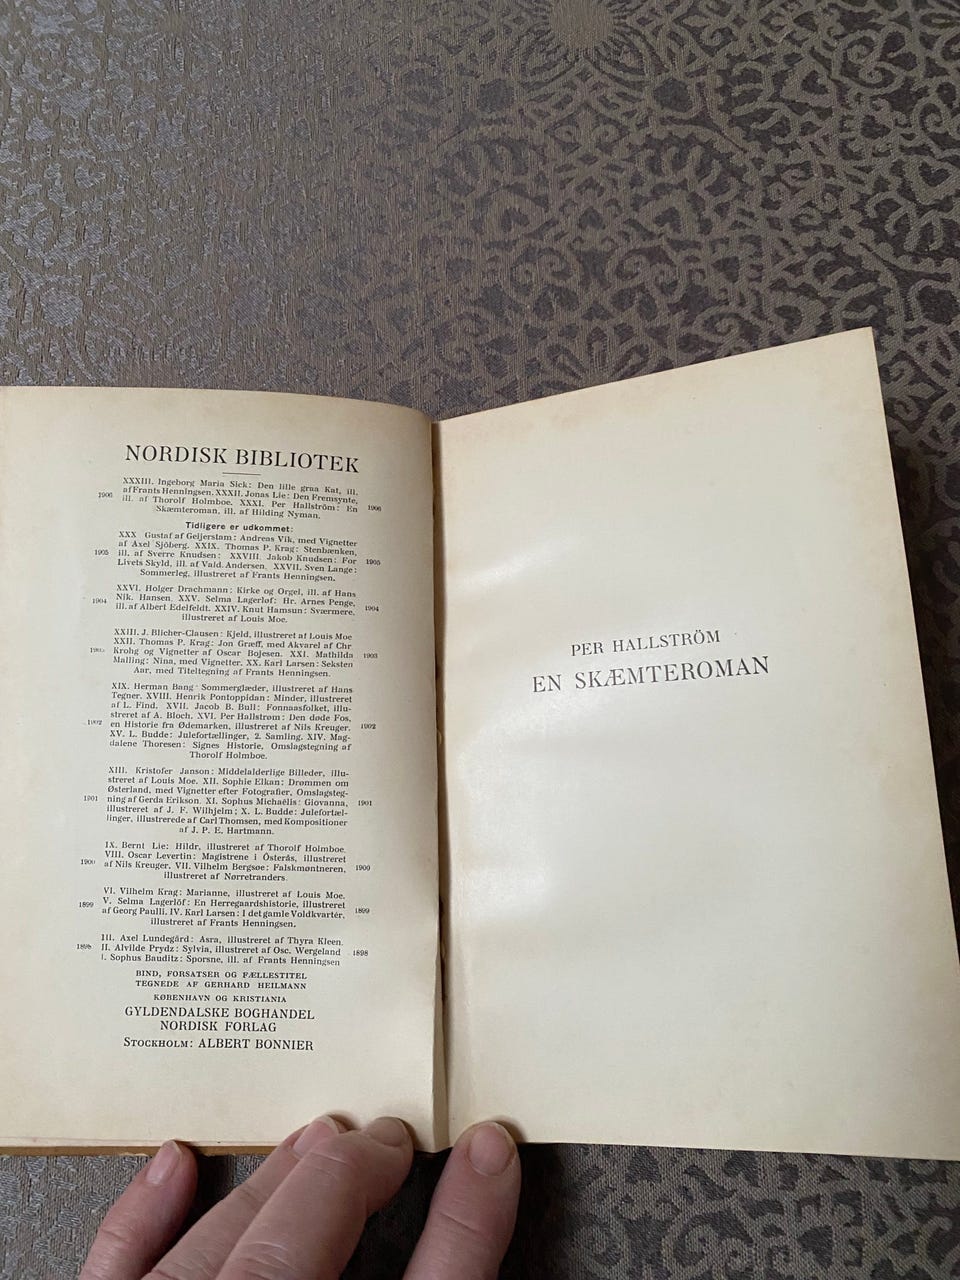 NORDISK BIBLIOTEK
XXXIII. Ingeborg Maria Sick: Den lille graa Kat, ill.
af Frants Henningsen. XXXII. Jonas Lie: Den Fremsynte,
1906 ill. af Thorolf Holmboe. XXXI. Per Hallström: En 1906
Skæmteroman, ill. af Hilding Nyman.
Tidligere er udkommet:
XXX Gustaf af Geijerstam: Andreas Vik, med Vignetter
af Axel Sjöberg. XXIX. Thomas P. Krag: Stenbænken,
1905 ill. af Sverre Knudsen: XXVIII. Jakob Knudsen: For 1905
Livets Skyld, ill. af Vald. Andersen. XXVII. Sven Lange:
Sommerleg, illustreret af Frants Henningsen.
XXVI. Holger Drachmann: Kirke og Orgel, ill. af Hans
Nik. Hansen. XXV. Selma Lagerløf: Hr. Arnes Penge,
1904 ill. af Albert Edelfeldt. XXIV. Knut Hamsun: Sværmere, 1904
illustreret af Louis Moe.
XXIII. J. Blicher-Clausen: Kjeld, illustreret af Louis Moe
XXII. Thomas P. Krag: Jon Græff, med Akvarel af Chr.
Krohg og Vignetter af Oscar Bojesen. XXI. Mathilda 1903
Malling: Nina, med Vignetter. XX. Karl Larsen: Seksten
Aar, med Titeltegning af Frants Henningsen.
XIX. Herman Bang: Sommerglæder, illustreret af Hans
Tegner. XVIII. Henrik Pontoppidan: Minder, illustreret
af L. Find. XVII. Jacob B. Bull: Fonnaasfolket, illu-
streret af A. Bloch. XVI. Per Hallstrøm: Den døde Fos,
1902 en Historie fra Ødemarken, illustreret af Nils Kreuger. 1902
XV. L. Budde: Julefortællinger, 2. Samling. XIV. Mag-
dalene Thoresen: Signes Historie, Omslagstegning af
Thorolf Holmboe.
XIII. Kristofer Janson: Middelalderlige Billeder, illu-
streret af Louis Moe. XII. Sophie Elkan: Drømmen om
Østerland, med Vignetter efter Fotografier, Omslagsteg-
1901 ning af Gerda Erikson. XI. Sophus Michaëlis: Giovanna, 1901
illustreret af J. F. Wilhjelm; X. L. Budde: Julefortæl-
linger, illustrerede af Carl Thomsen, med Kompositioner
af J. P. E. Hartmann.
IX. Bernt Lie: Hildr, illustreret af Thorolf Holmboe.
VIII. Oscar Levertin: Magistrene i Österås, illustreret
1900 af Nils Kreuger. VII. Vilhelm Bergsøe: Falskmøntneren, 1900
illustreret af Nørretranders.
VI. Vilhelm Krag: Marianne, illustreret af Louis Moe.
V. Selma Lagerlöf: En Herregaardshistorie, illustreret
1899 af Georg Paulli. IV. Karl Larsen: I det gamle Voldkvartér, 1899
illustreret af Frants Henningsen.
III. Axel Lundegård: Asra, illustreret af Thyra Kleen.
1898 II. Alvilde Prydz: Sylvia, illustreret af Osc. Wergeland 1898
I. Sophus Bauditz: Sporsne, ill. af Frants Henningsen
BIND, FORSATSER OG FÆLLESTITEL
TEGNEDE AF GERHARD HEILMANN
KØBENHAVN OG KRISTIANIA
GYLDENDALSKE BOGHANDEL
NORDISK FORLAG
STOCKHOLM: ALBERT BONNIER
PER HALLSTRÖM
EN SKÆMTEROMAN